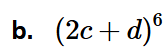 b. (2c + d)⁶